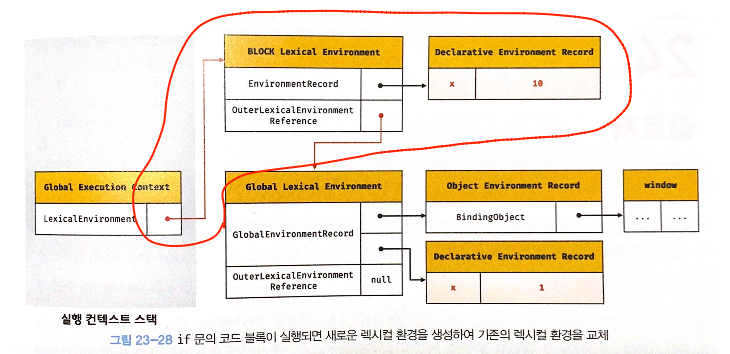 BLOCK Lexical Environment
EnvironmentRecord
OuterLexicalEnvironment
Reference
Declarative Environment Record
x 10
Global Execution Context
LexicalEnvironment
Global Lexical Environment
GlobalEnvironmentRecord
OuterLexicalEnvironment
Reference
null
Object Environment Record
BindingObject
window
... ...
Declarative Environment Record
x 1
실행 컨텍스트 스택
그림 23-28 if 문의 코드 블록이 실행되면 새로운 렉시컬 환경을 생성하여 기존의 렉시컬 환경을 교체